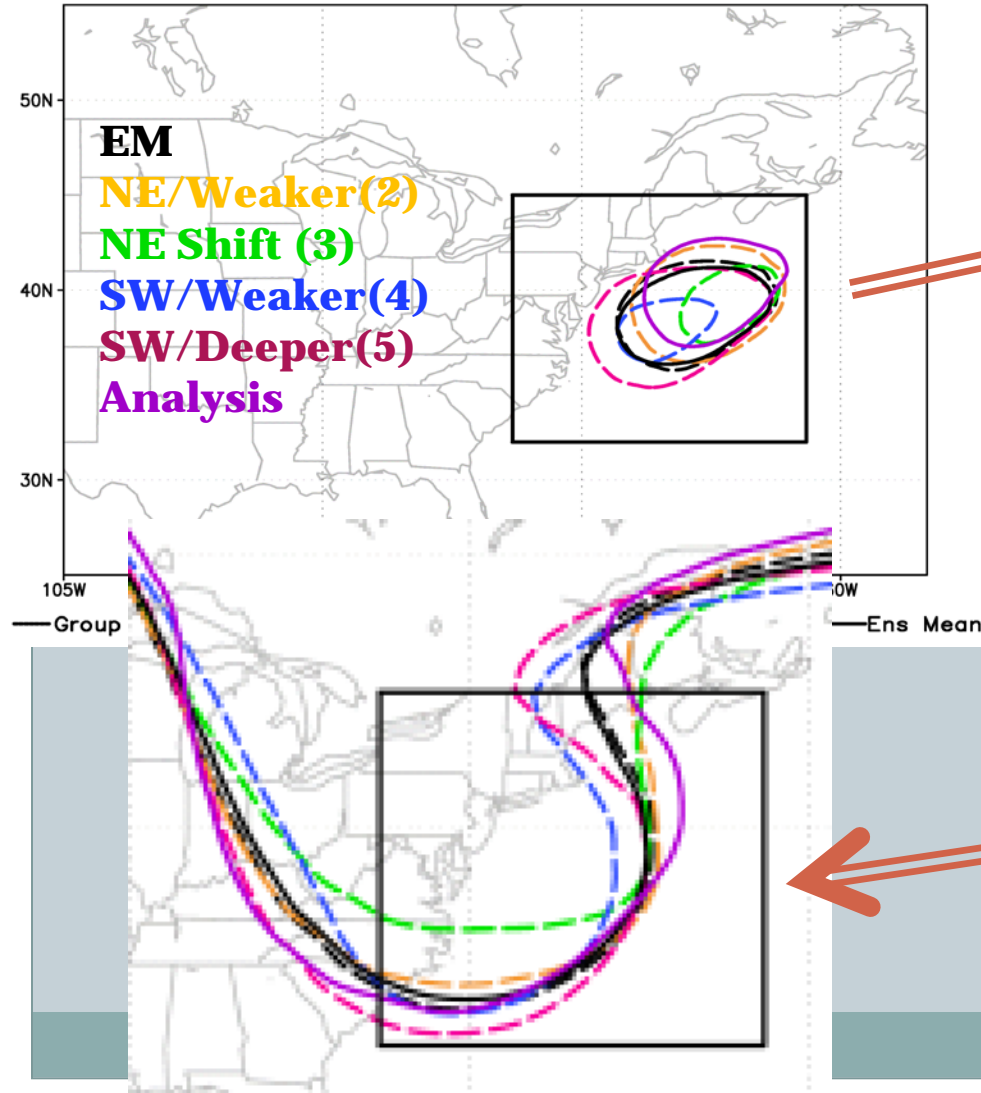 50N
EM
NE/Weaker(2)
NE Shift (3)
40N
SW/Weaker(4)
SW/Deeper(5)
Analysis
30N
105W
0W
Group
Ens Mean